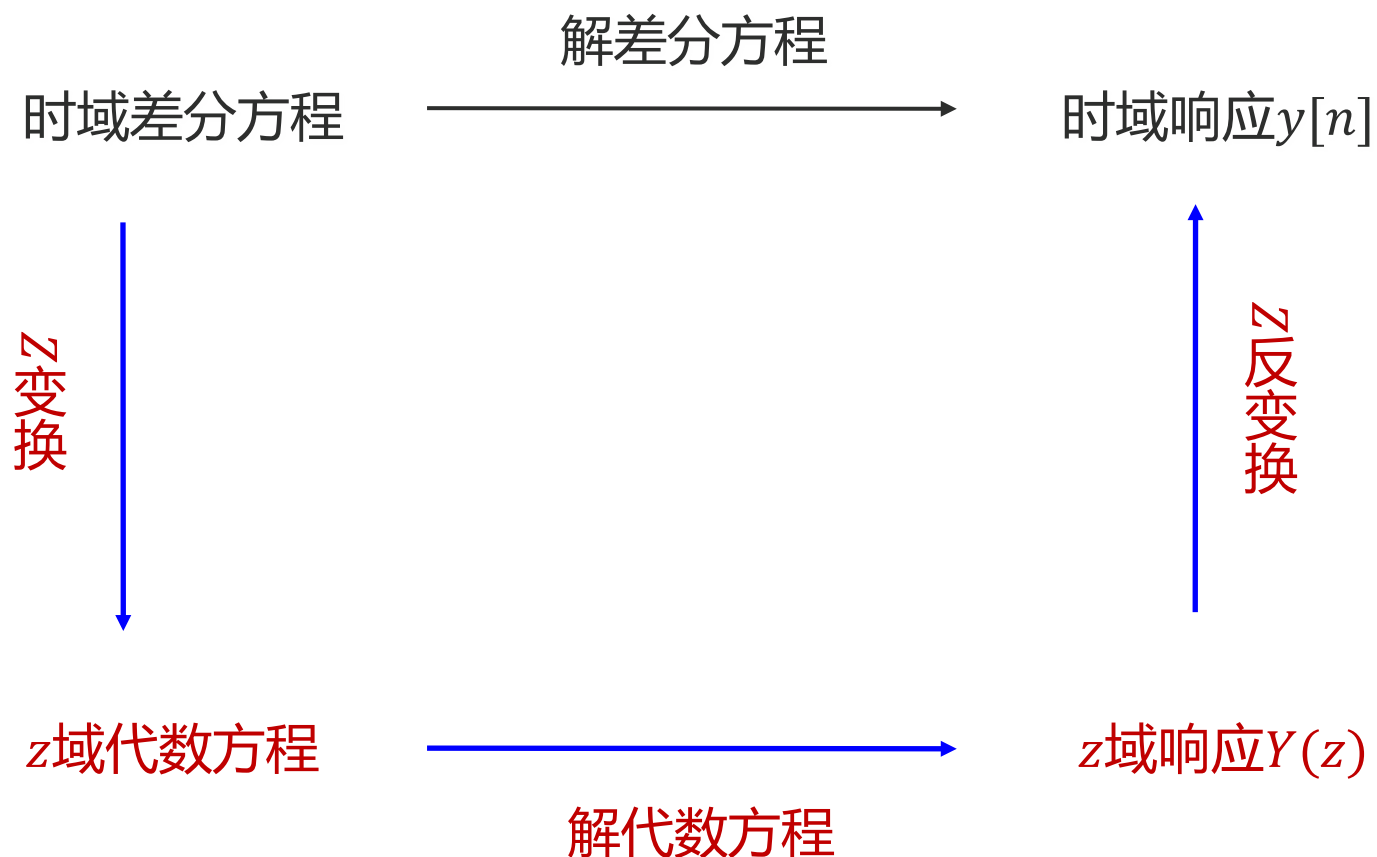 解差分方程
时域差分方程
时域响应y[n]
Z变换
Z反变换
z域代数方程
z域响应Y(z)
解代数方程